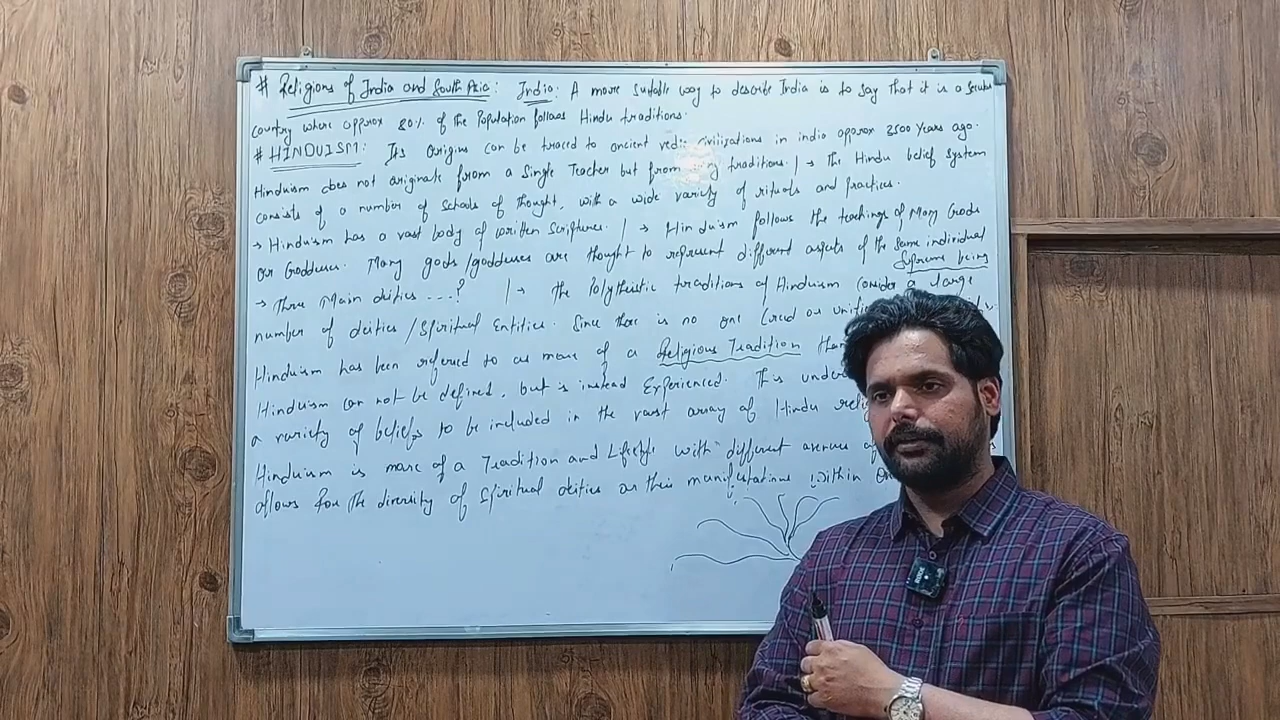 # Religions of India and South Asia: India: A more suitable way to describe India is to say that it is a secular
country where approx 80% of the Population follows Hindu traditions.
# HINDUISM: Its origins can be traced to ancient vedic civilisations in india approx 3500 Years ago.
Hinduism does not originate from a Single Teacher but from traditions. | → The Hindu belief system
consists of a number of schools of thought, with a wide variety of rituals and practices.
→ Hinduism has a vast body of written scriptures. | → Hinduism follows the teachings of Many Gods
or Goddesses. Many gods/goddesses are thought to represent different aspects of the same individual
Supreme being
→ Three Main deities ...? | → the Polytheistic traditions of Hinduism consider a large
number of deities / Spiritual Entities. Since there is no one Creed or
Hinduism has been referred to as more of a Religious Tradition than
Hinduism can not be defined, but is instead Experienced. This
a variety of beliefs to be included in the vast array of Hindu
Hinduism is more of a Tradition and Lifestyle with different avenues
allows for the diversity of Spiritual deities or their manifestations within